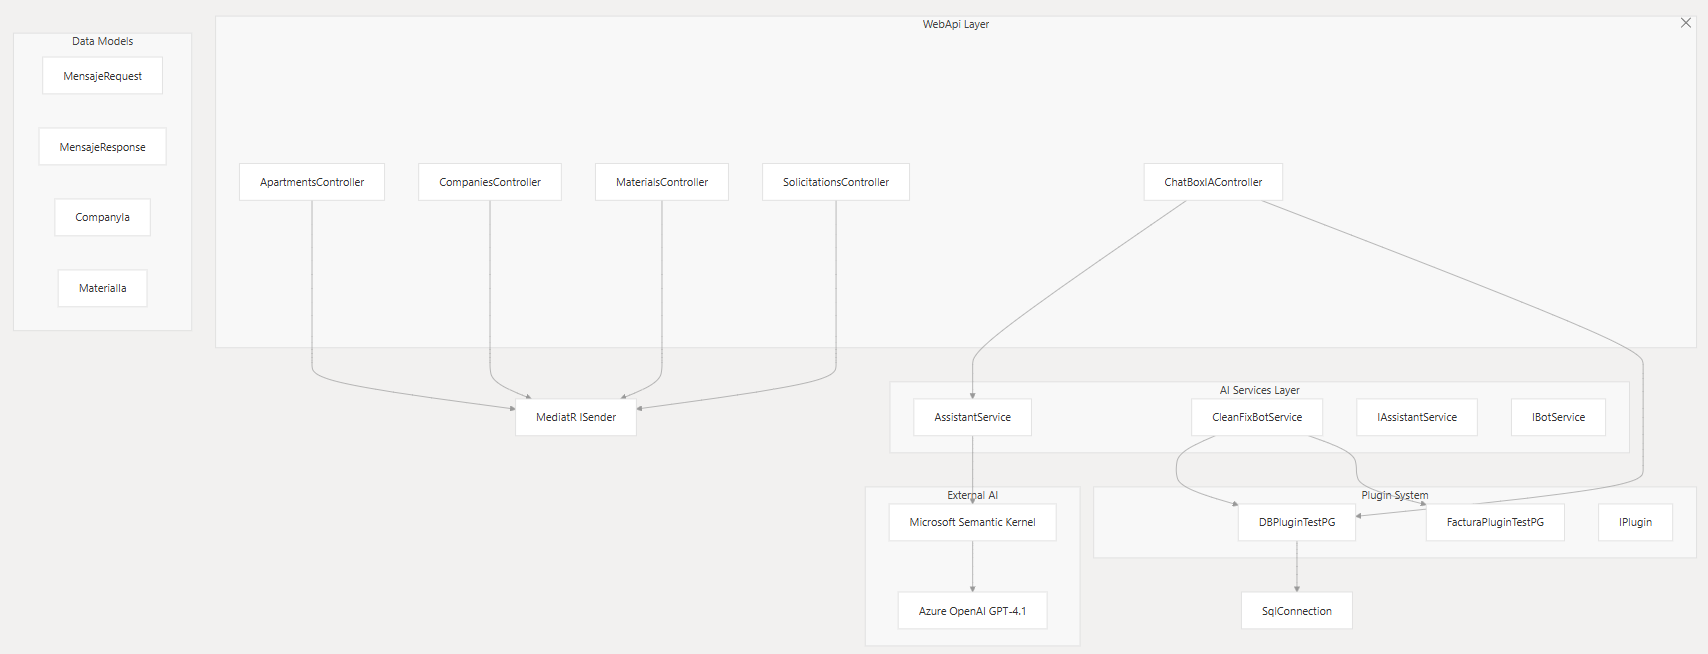 WebApi Layer
Data Models
MensajeRequest
MensajeResponse
CompanyIa
MaterialIa
ApartmentsController
CompaniesController
MaterialsController
SolicitationsController
ChatBoxIAController
MediatR ISender
AI Services Layer
AssistantService
CleanFixBotService
IAssistantService
IBotService
External AI
Microsoft Semantic Kernel
Azure OpenAI GPT-4.1
Plugin System
DBPluginTestPG
FacturaPluginTestPG
IPlugin
SqlConnection